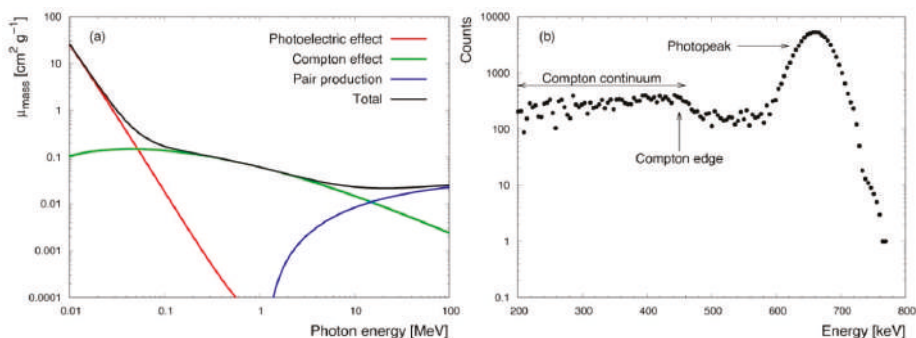 μmass [cm² g⁻¹]
100
10
1
0.1
0.01
0.001
0.0001
(a)
Photoelectric effect
Compton effect
Pair production
Total
0.01
0.1
1
10
100
Photon energy [MeV]
Counts
10000
1000
100
10
1
0.1
(b)
Photopeak
Compton continuum
Compton edge
200
300
400
500
600
700
800
Energy [keV]